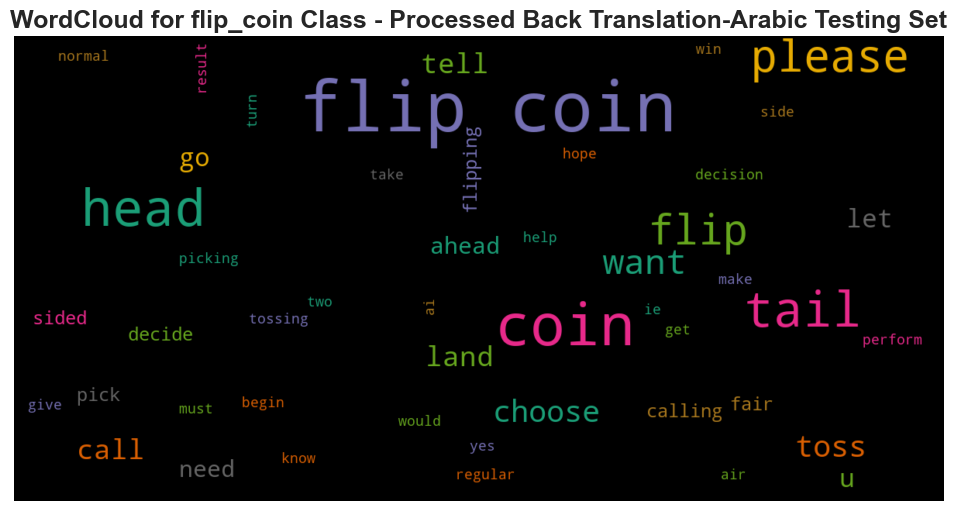 WordCloud for flip_coin Class - Processed Back Translation-Arabic Testing Set
normal
result
tell
win
please
turn
flip coin
side
go
flipping
hope
take
decision
head
let
flip
ahead
help
want
picking
make
two
ai
ie
tail
sided
tossing
coin
get
decide
perform
land
pick
give
must
begin
choose
calling
fair
would
call
yes
toss
need
know
regular
air
u